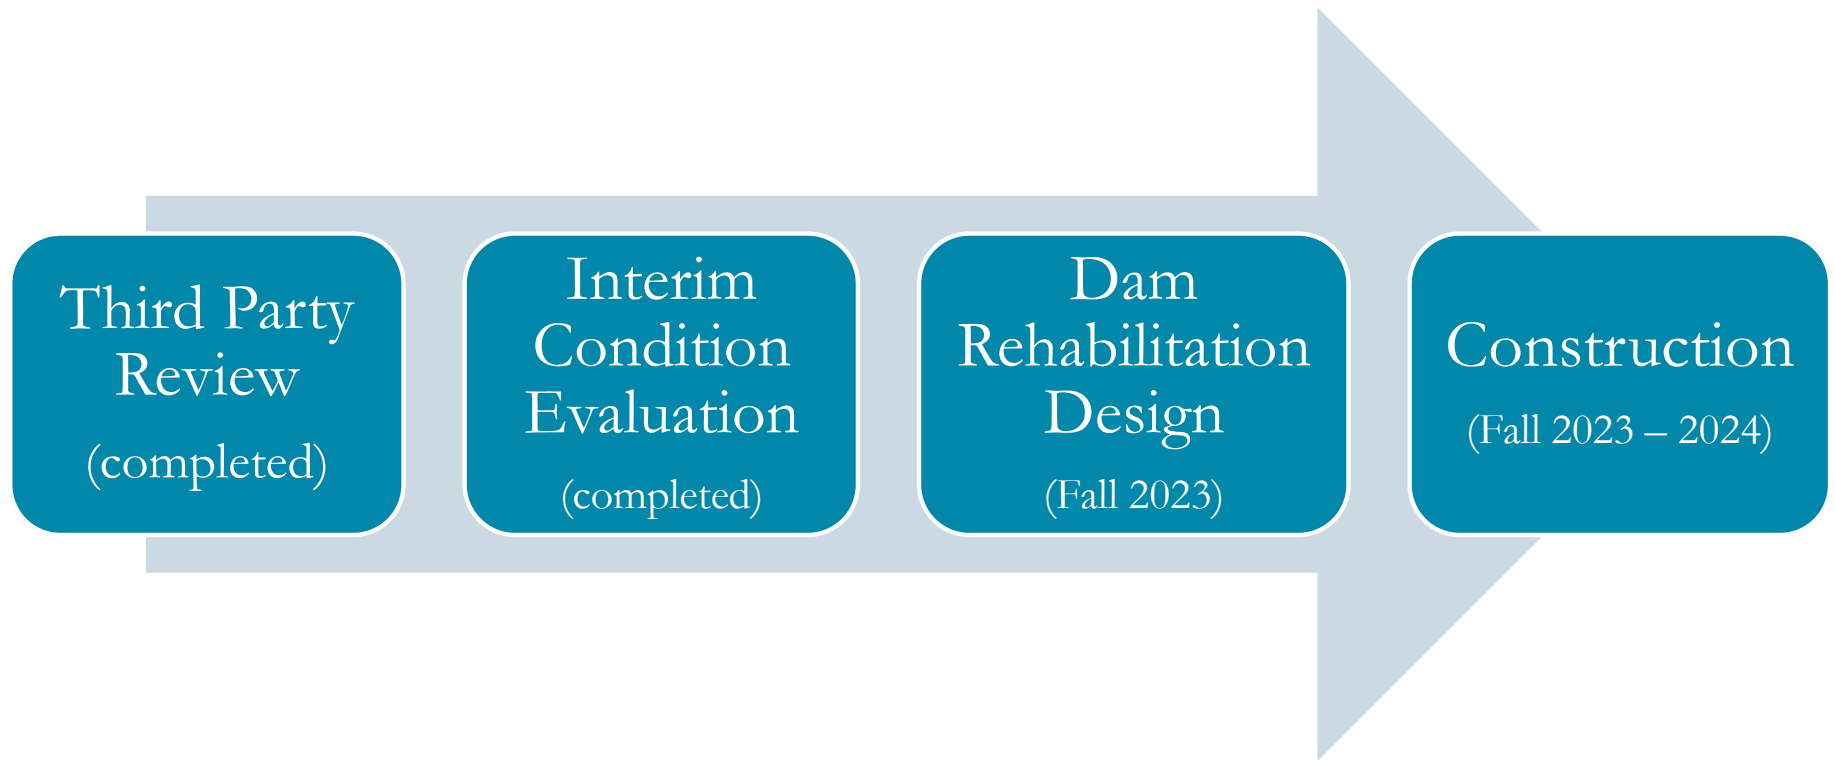 Third Party
Review
(completed)
Interim
Condition
Evaluation
(completed)
Dam
Rehabilitation
Design
(Fall 2023)
Construction
(Fall 2023 – 2024)